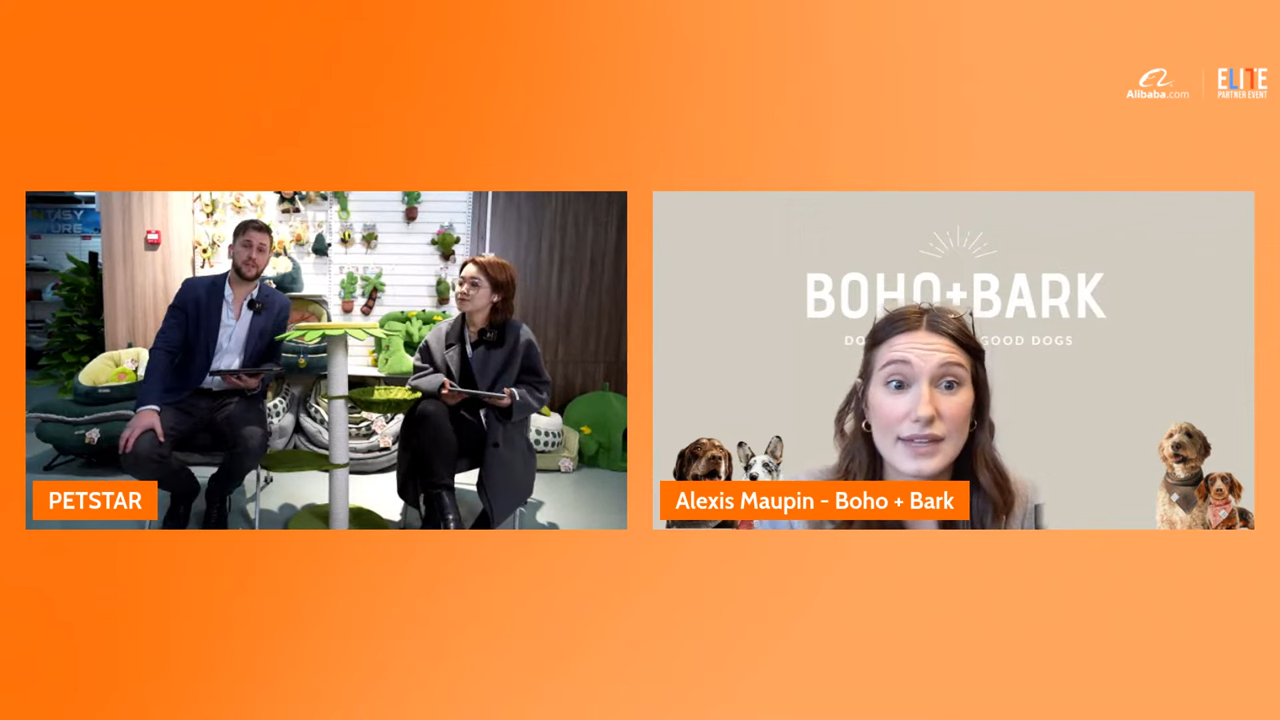 Alibaba.com
ELITE
PARTNER EVENT
BOHO+BARK
GOOD DOGS
PETSTAR
Alexis Maupin - Boho + Bark